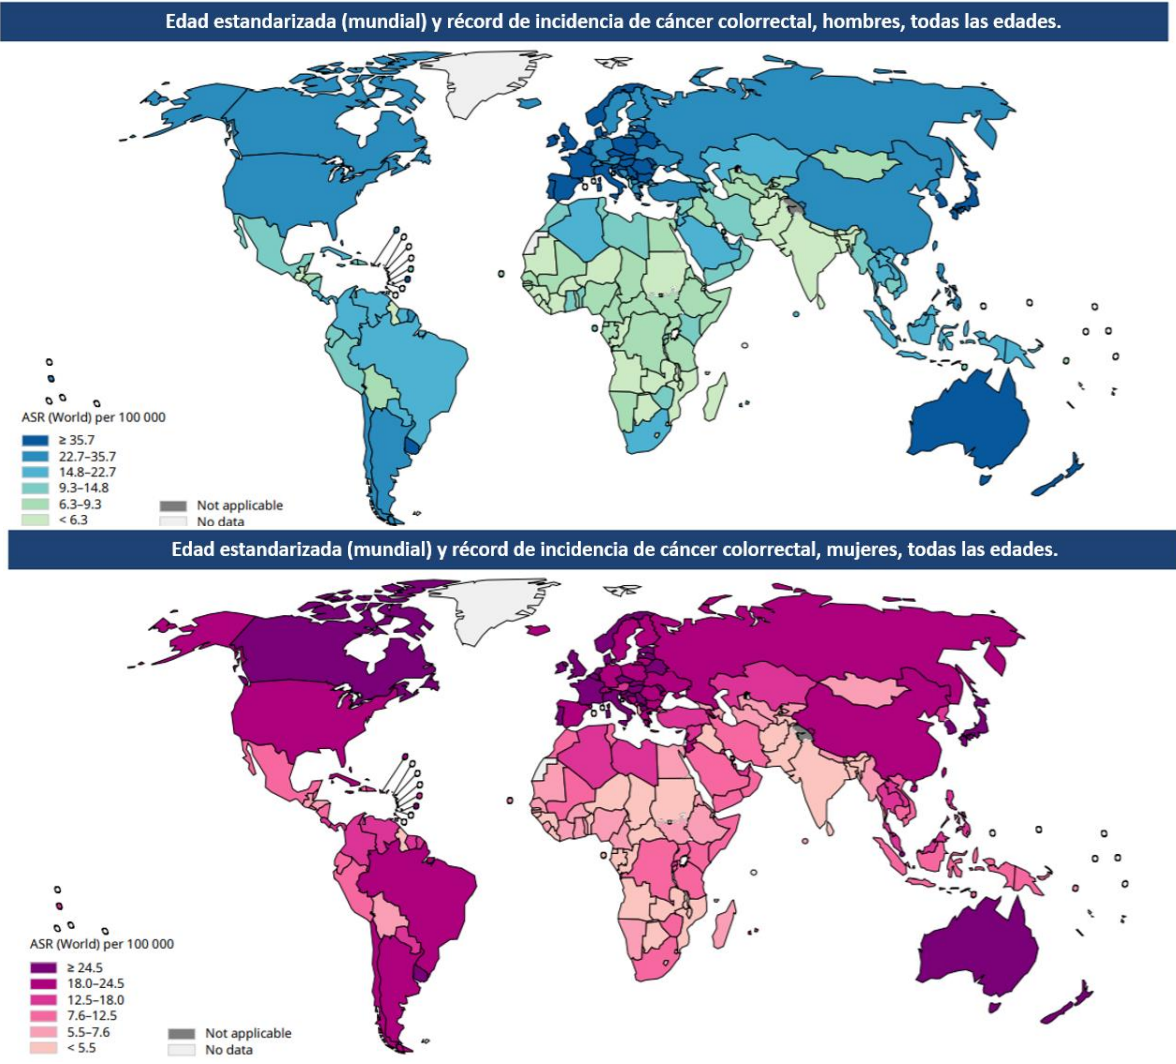 Edad estandarizada (mundial) y récord de incidencia de cáncer colorrectal, hombres, todas las edades.
ASR (World) per 100 000
≥ 35.7
22.7–35.7
14.8–22.7
9.3–14.8
6.3–9.3
< 6.3
Not applicable
No data
Edad estandarizada (mundial) y récord de incidencia de cáncer colorrectal, mujeres, todas las edades.
ASR (World) per 100 000
≥ 24.5
18.0–24.5
12.5–18.0
7.6–12.5
5.5–7.6
< 5.5
Not applicable
No data